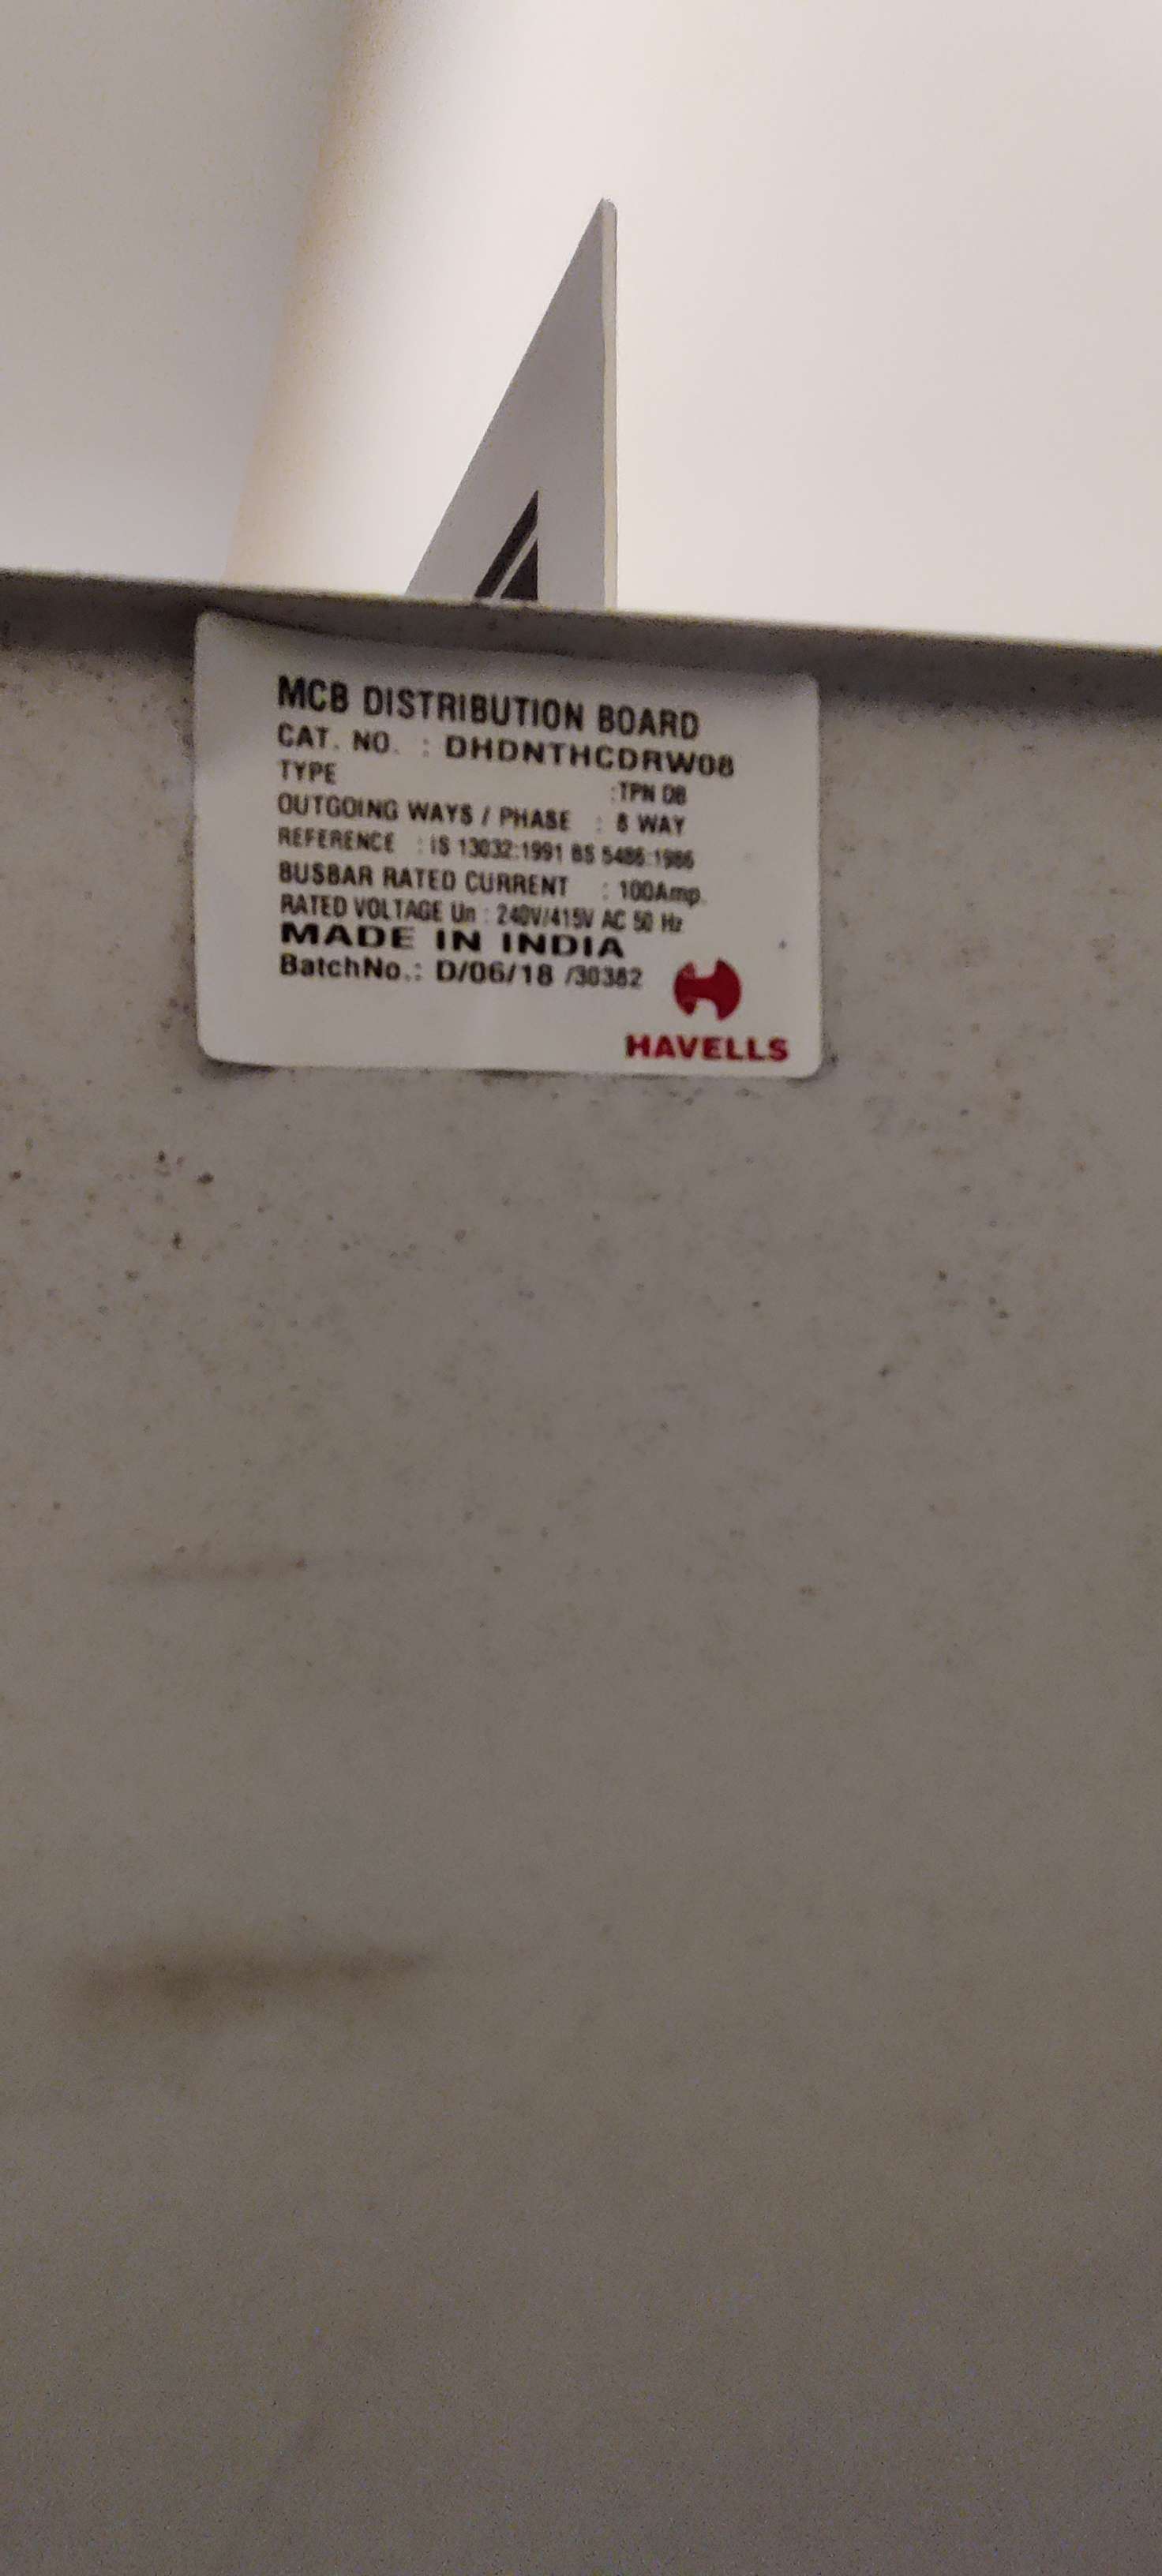 MCB DISTRIBUTION BOARD
CAT. NO. : DHDNTHCDRW08
TYPE :TPN DB
OUTGOING WAYS / PHASE : 8 WAY
REFERENCE : IS 13032:1991 BS 5486:1986
BUSBAR RATED CURRENT : 100Amp.
RATED VOLTAGE Un : 240V/415V AC 50 Hz
MADE IN INDIA
BatchNo.: D/06/18 /30382
HAVELLS